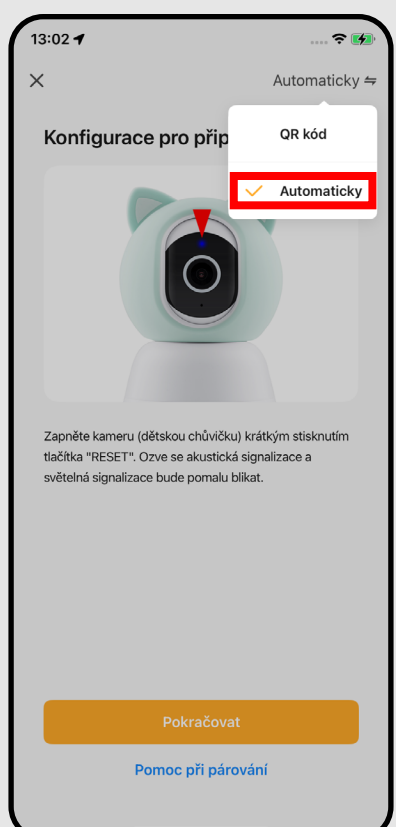 13:02
Automaticky
Konfigurace pro přip
QR kód
Automaticky
Zapněte kameru (dětskou chůvičku) krátkým stisknutím
tlačítka "RESET". Ozve se akustická signalizace a
světelná signalizace bude pomalu blikat.
Pokračovat
Pomoc při párování